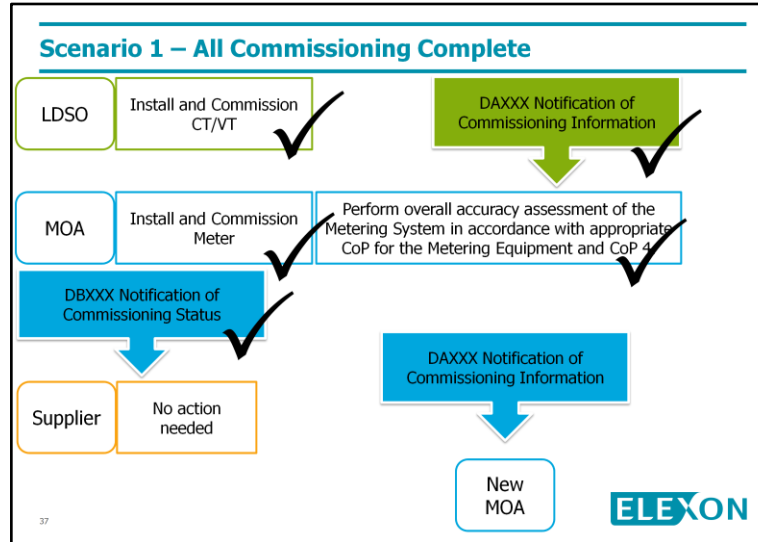 Scenario 1 – All Commissioning Complete
LDSO
Install and Commission
CT/VT
DAXXX Notification of
Commissioning Information
MOA
Install and Commission
Meter
Perform overall accuracy assessment of the
Metering System in accordance with appropriate
CoP for the Metering Equipment and CoP 4
DBXXX Notification of
Commissioning Status
DAXXX Notification of
Commissioning Information
Supplier
No action
needed
New
MOA
37
ELEXON